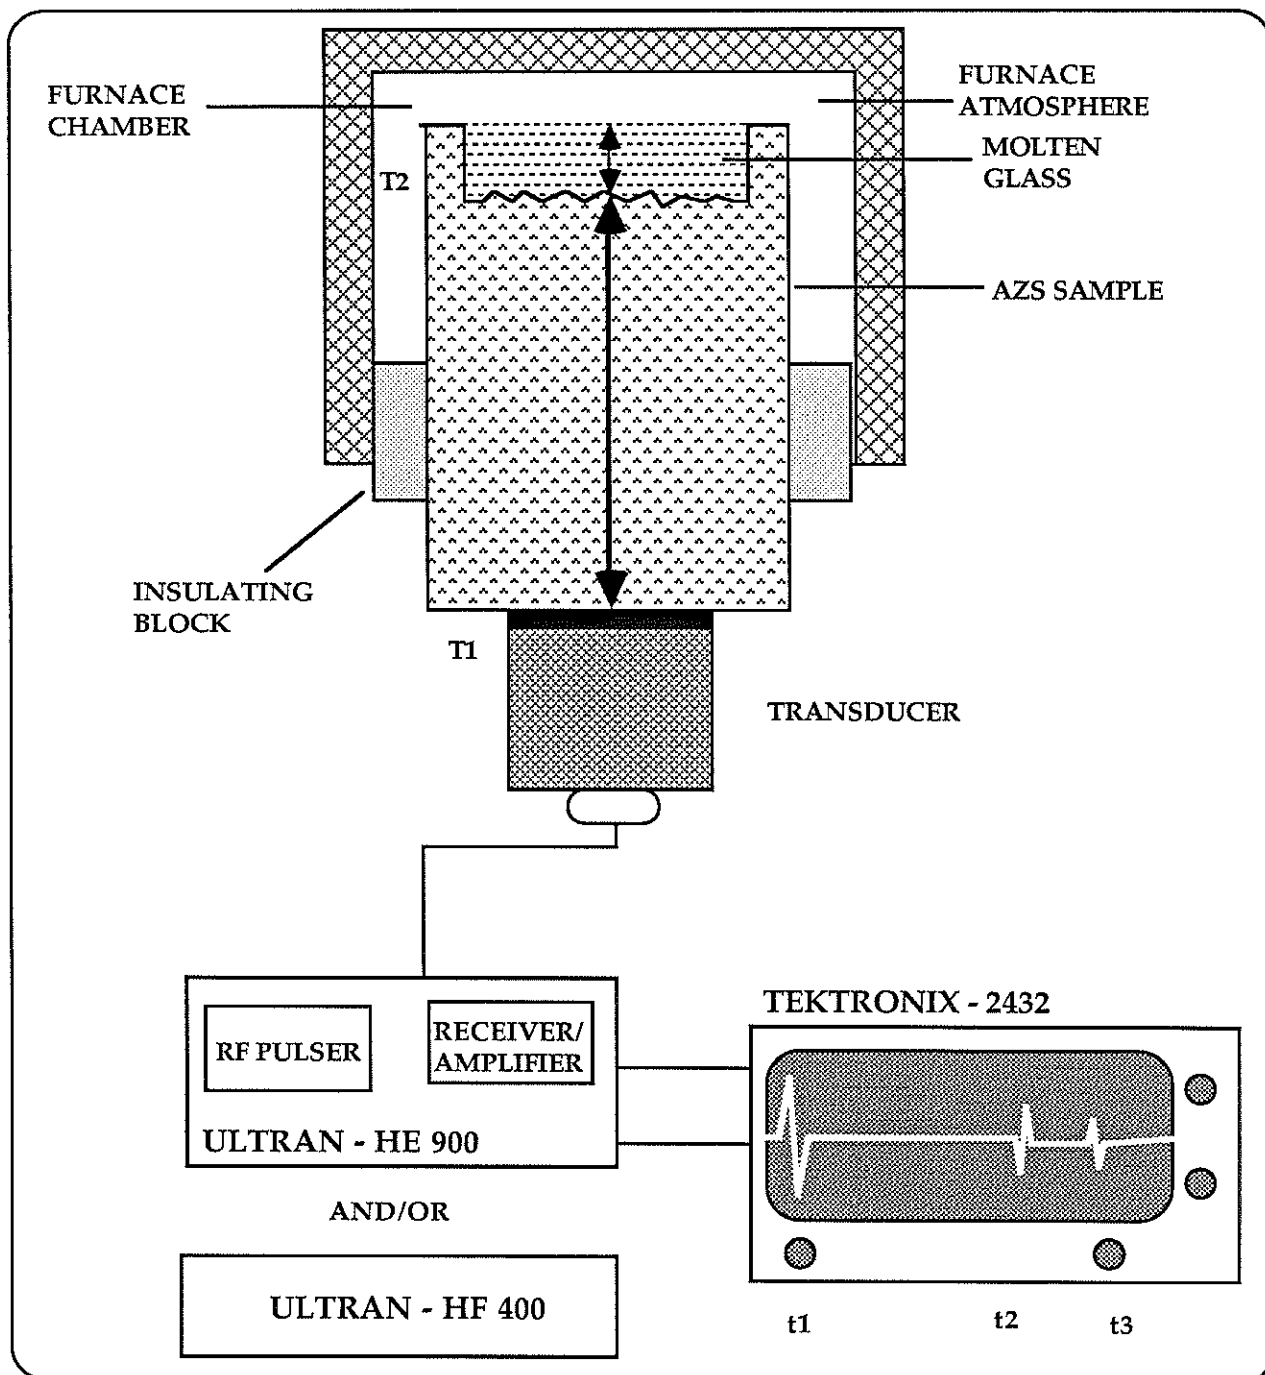 FURNACE
CHAMBER
FURNACE
ATMOSPHERE
MOLTEN
GLASS
T2
AZS SAMPLE
INSULATING
BLOCK
T1
TRANSDUCER
RF PULSER
RECEIVER/
AMPLIFIER
ULTRAN - HE 900
TEKTRONIX - 2432
AND/OR
ULTRAN - HF 400
t1
t2
t3